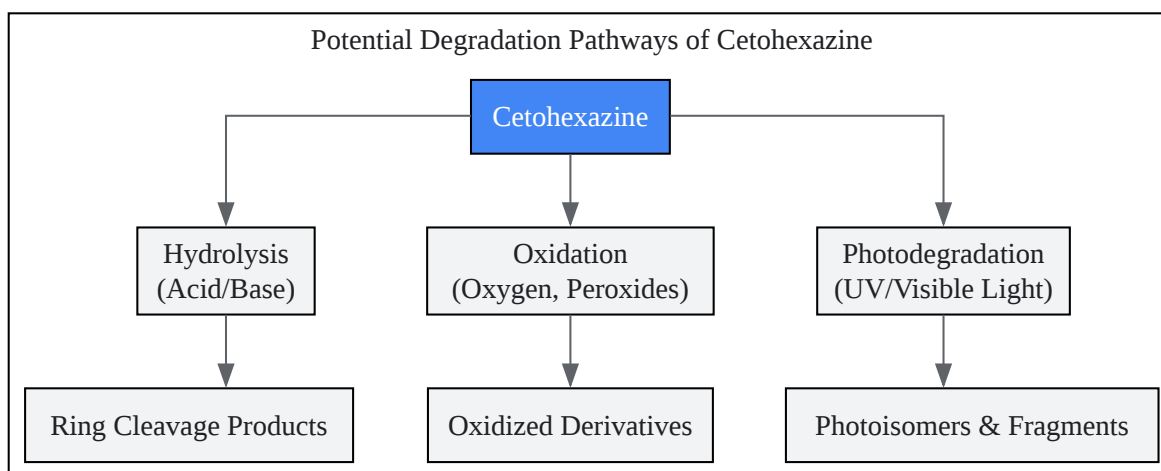 Potential Degradation Pathways of Cetohexazine
Cetohexazine
Hydrolysis
(Acid/Base)
Oxidation
(Oxygen, Peroxides)
Photodegradation
(UV/Visible Light)
Ring Cleavage Products
Oxidized Derivatives
Photoisomers & Fragments